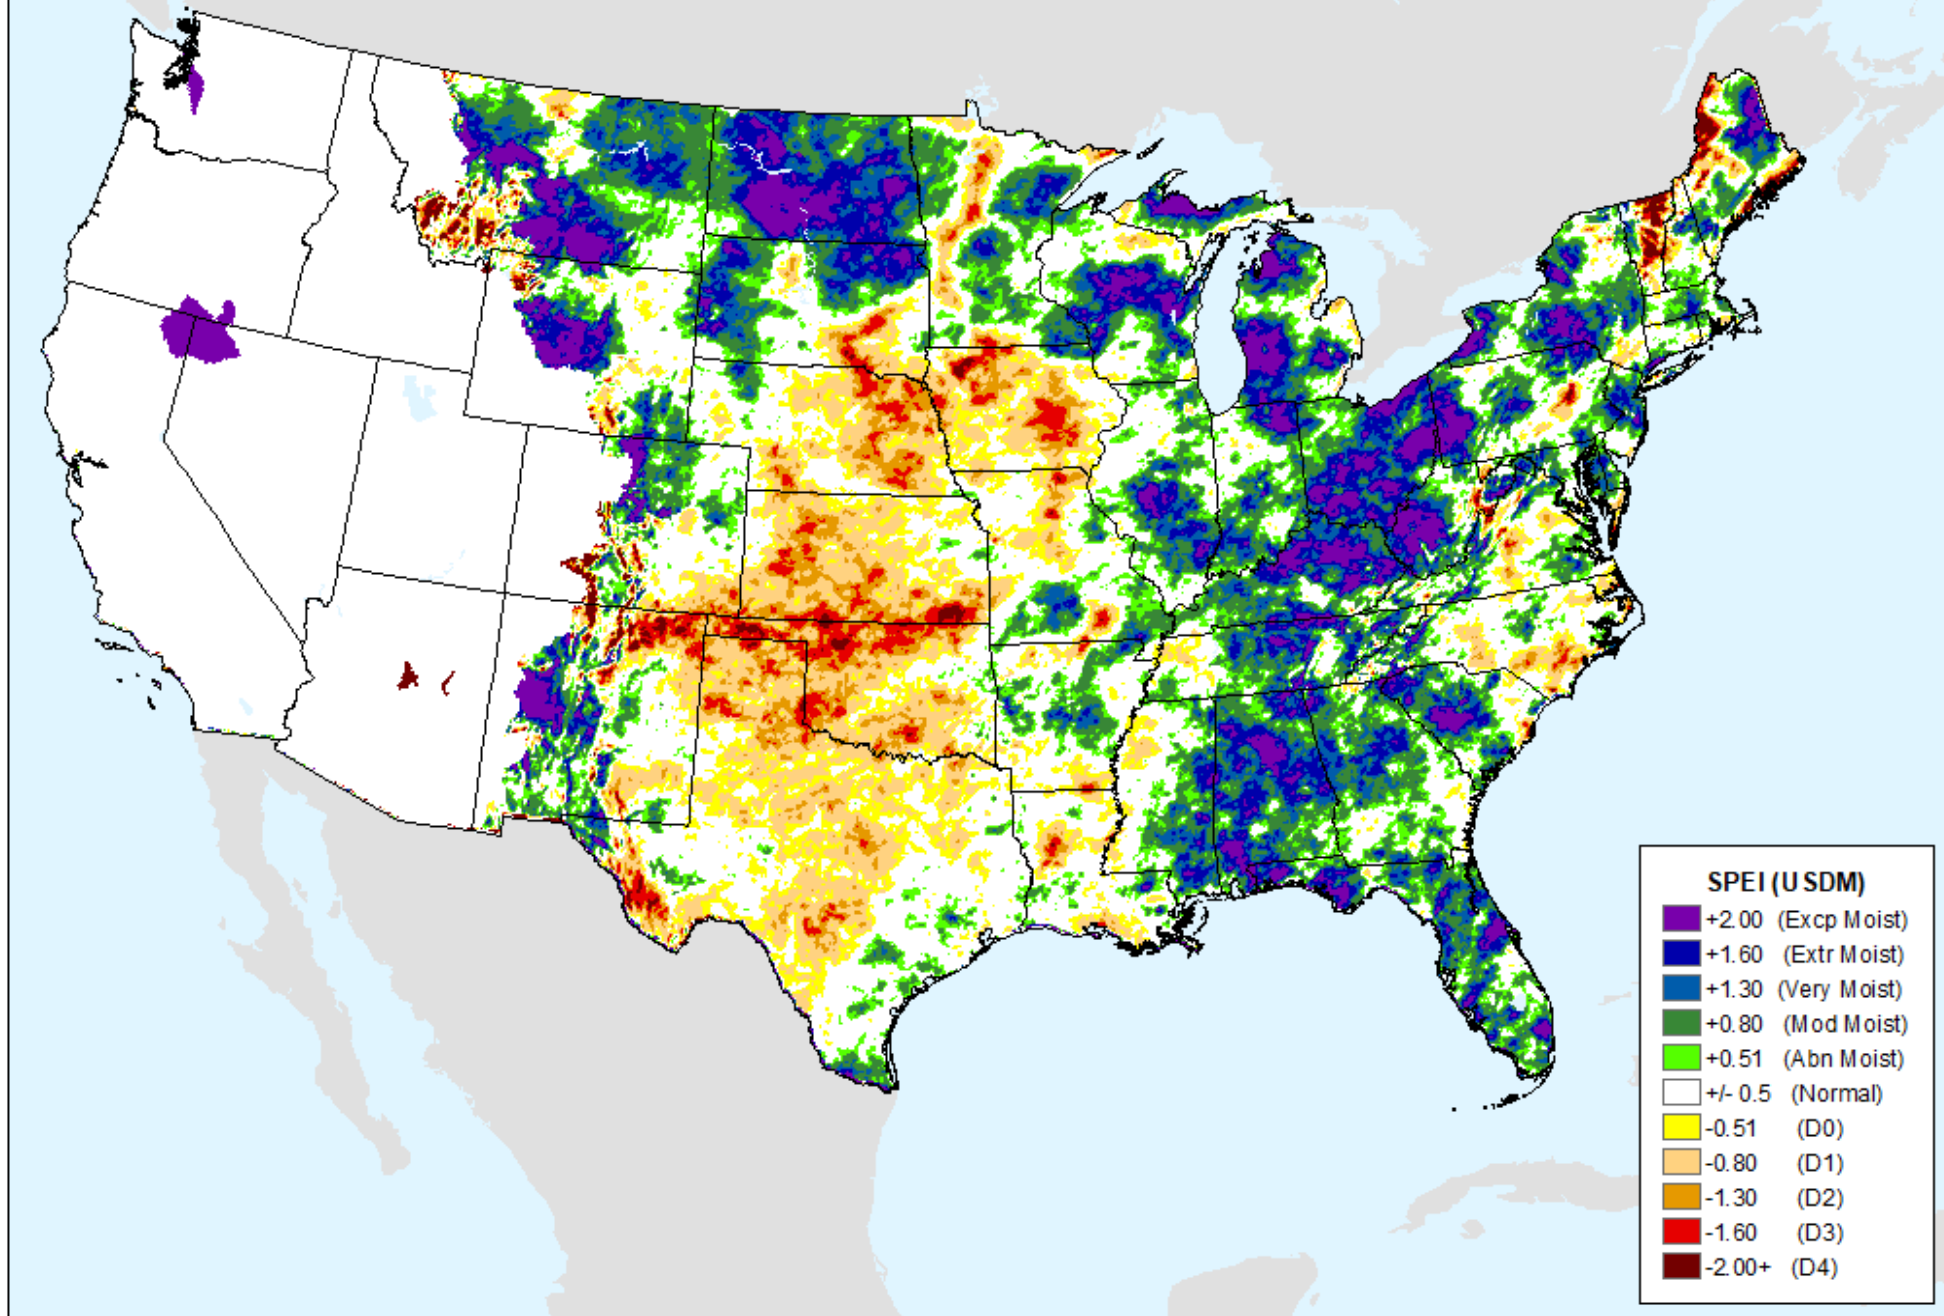 SPEI (USDM)
+2.00 (Excp Moist)
+1.60 (Extr Moist)
+1.30 (Very Moist)
+0.80 (Mod Moist)
+0.51 (Abn Moist)
+/- 0.5 (Normal)
-0.51 (D0)
-0.80 (D1)
-1.30 (D2)
-1.60 (D3)
-2.00+ (D4)